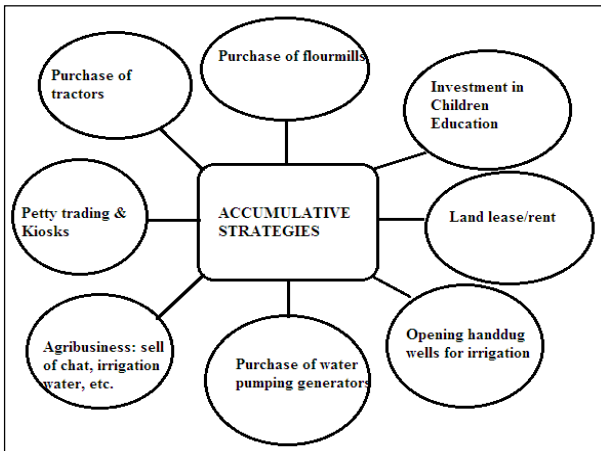 Purchase of flourmills
Purchase of
tractors
Investment in
Children
Education
Petty trading &
Kiosks
ACCUMULATIVE
STRATEGIES
Land lease/rent
Agribusiness: sell
of chat, irrigation
water, etc.
Purchase of water
pumping generators
Opening handdug
wells for irrigation